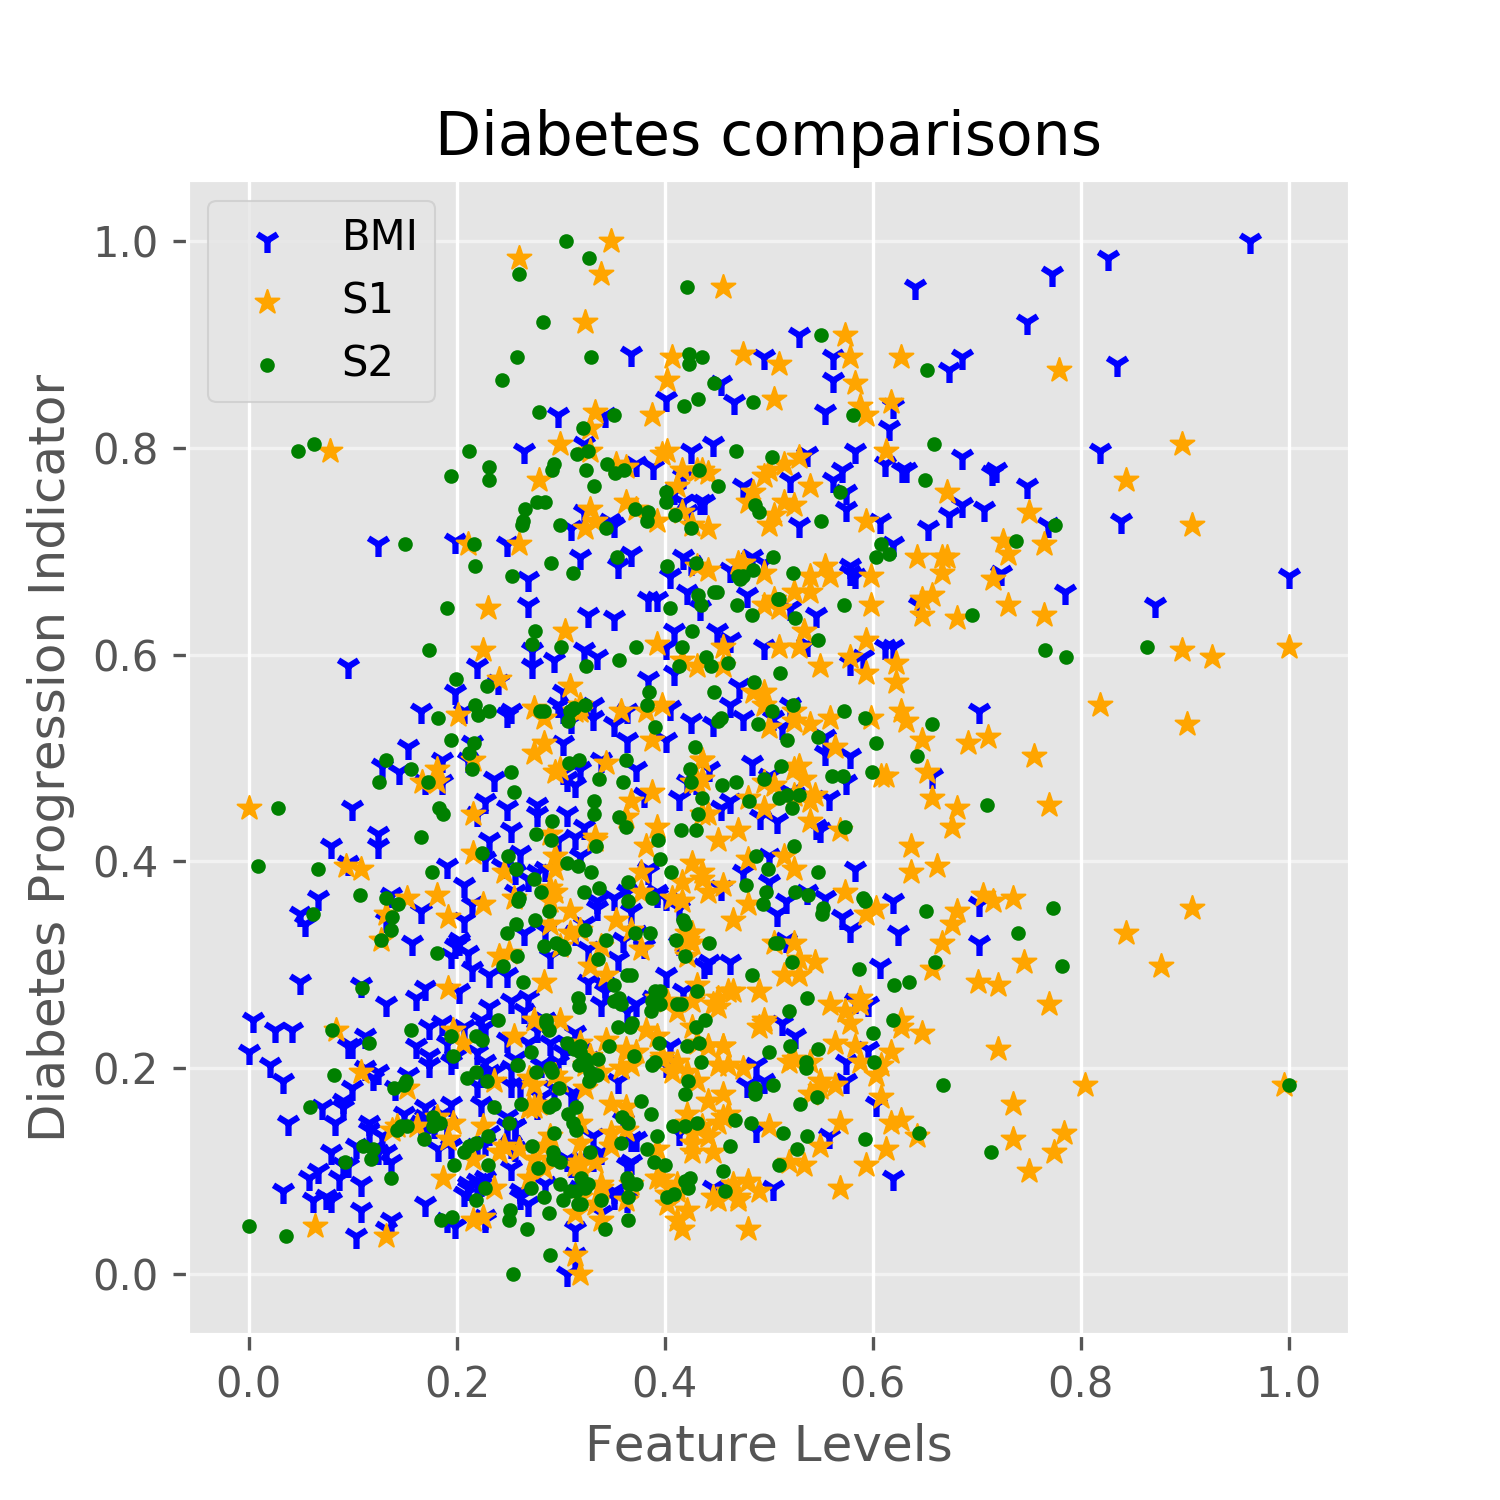 Diabetes comparisons
BMI
S1
S2
Diabetes Progression Indicator
1.0
0.8
0.6
0.4
0.2
0.0
0.0 0.2 0.4 0.6 0.8 1.0
Feature Levels